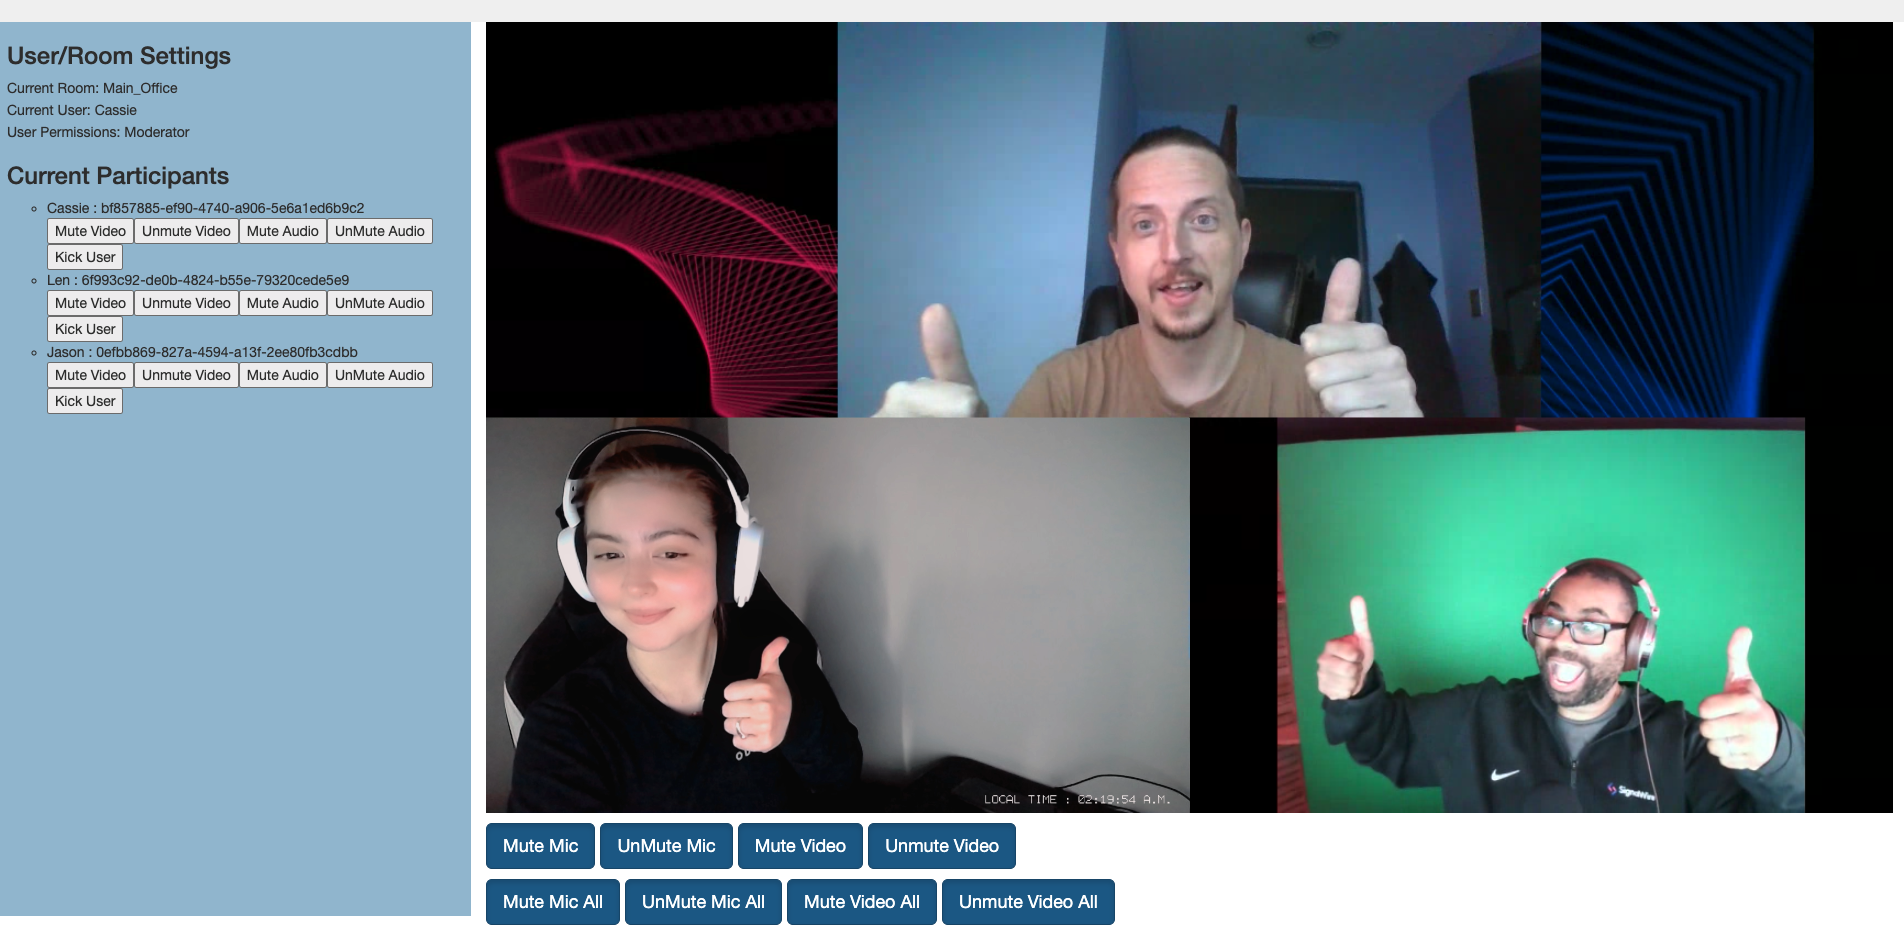 User/Room Settings
Current Room: Main_Office
Current User: Cassie
User Permissions: Moderator
Current Participants
Cassie : bf857885-ef90-4740-a906-5e6a1ed6b9c2
Mute Video Unmute Video Mute Audio UnMute Audio
Kick User
Len : 6f993c92-de0b-4824-b55e-79320cede5e9
Mute Video Unmute Video Mute Audio UnMute Audio
Kick User
Jason : 0efbb869-827a-4594-a13f-2ee80fb3cdbb
Mute Video Unmute Video Mute Audio UnMute Audio
Kick User
SignalWire
LOCAL TIME : 02:19:54 A.M.
Mute Mic UnMute Mic Mute Video Unmute Video
Mute Mic All UnMute Mic All Mute Video All Unmute Video All